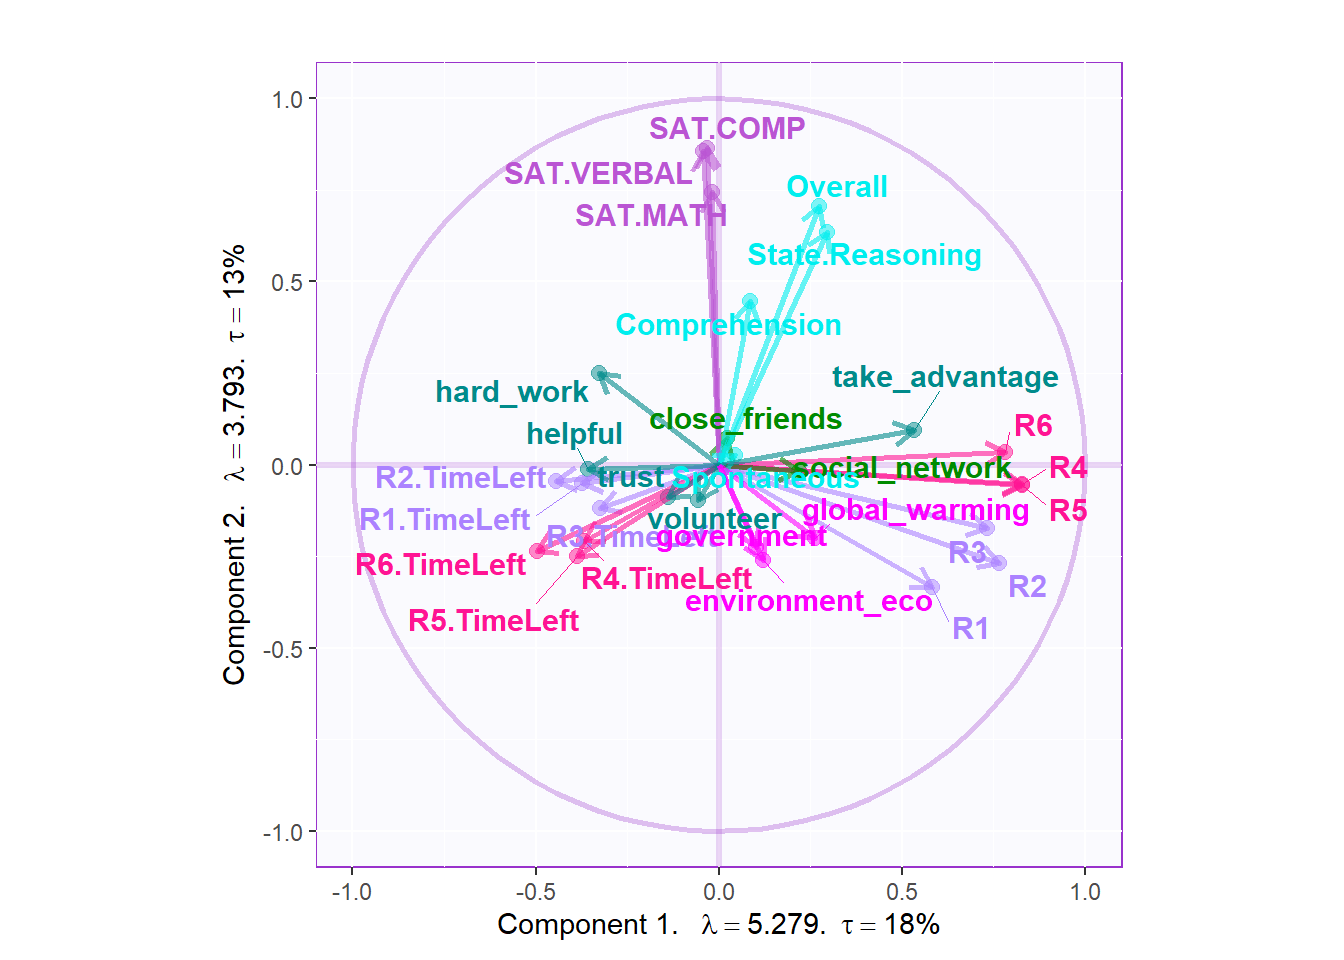 1.0
SAT.COMP
SAT.VERBAL
Overall
SAT.MATH
State.Reasoning
0.5
Comprehension
take_advantage
hard_work
close_friends
R6
helpful
0.0
R2.TimeLeft
trust
Spontaneous
social_network
R4
R1.TimeLeft
volunteer
global_warming
R5
R3.TimeLeft
government
R3
R6.TimeLeft
R4.TimeLeft
R2
environment_eco
R5.TimeLeft
R1
-0.5
-1.0
-1.0 -0.5 0.0 0.5 1.0
Component 1. λ = 5.279. τ = 18%
Component 2. λ = 3.793. τ = 13%